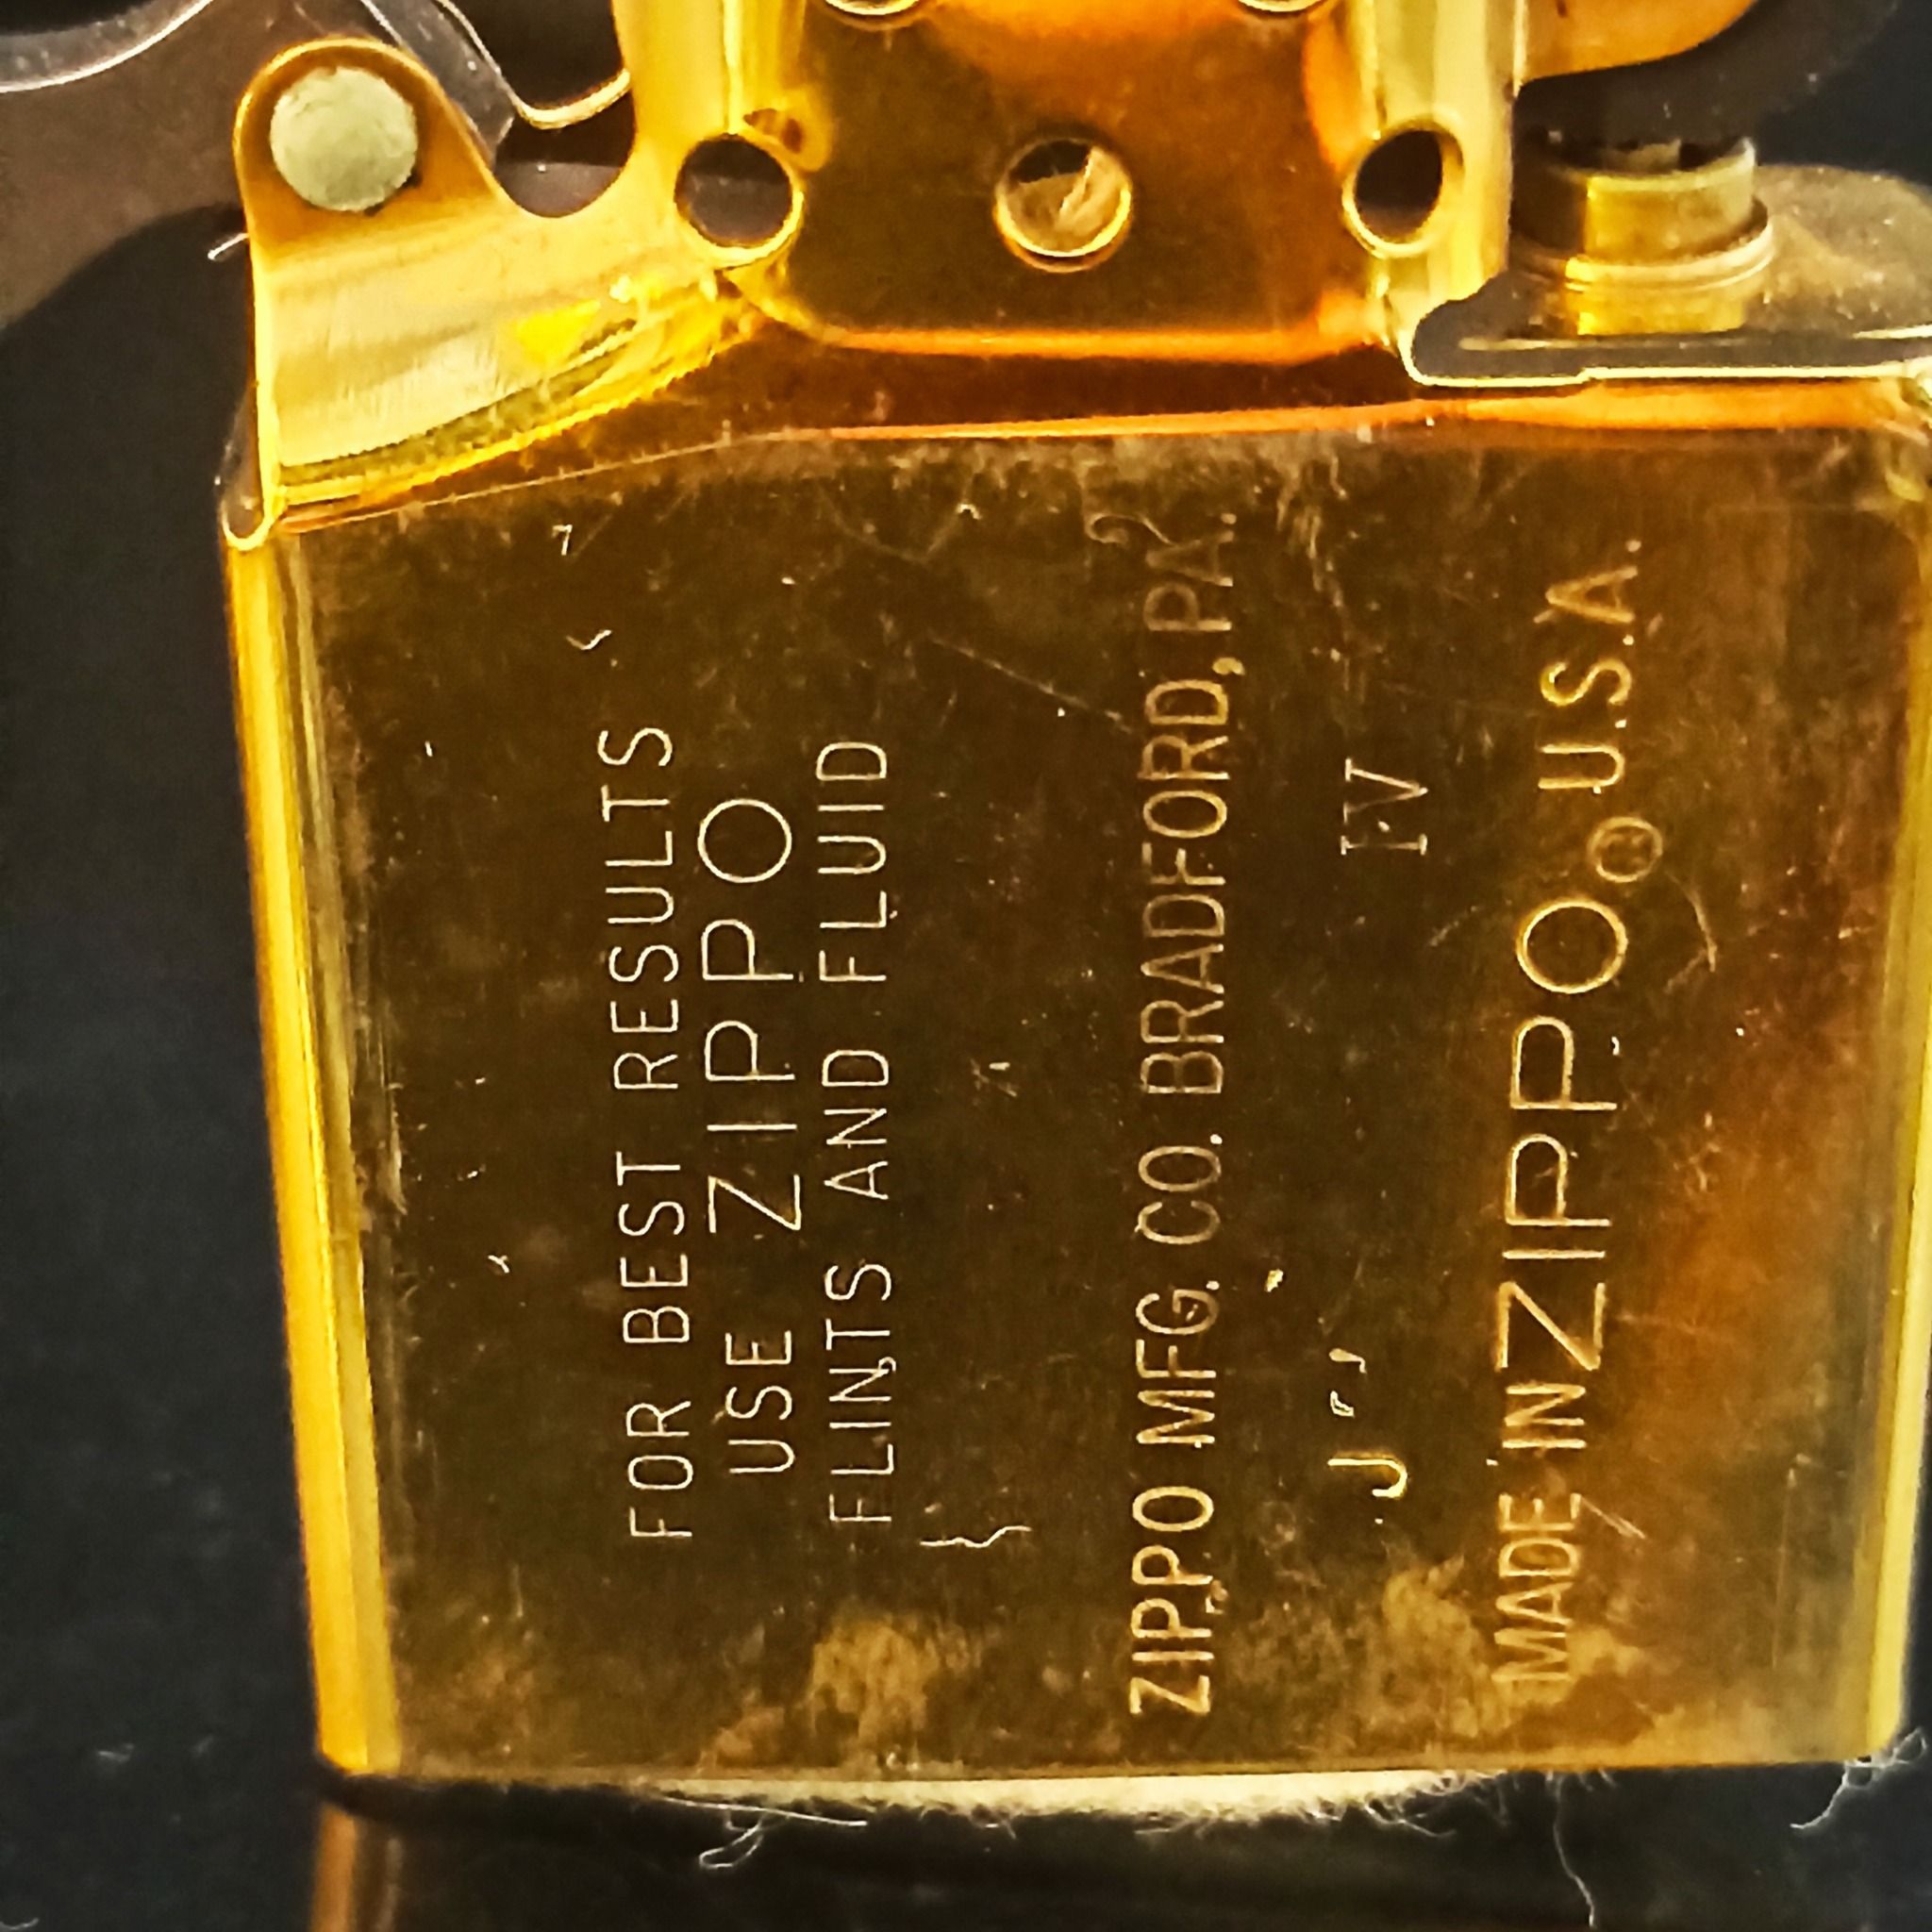 FOR BEST RESULTS
USE ZIPPO
FLINTS AND FLUID
ZIPPO MFG. CO. BRADFORD, PA.
J IV
MADE IN ZIPPO® U.S.A.